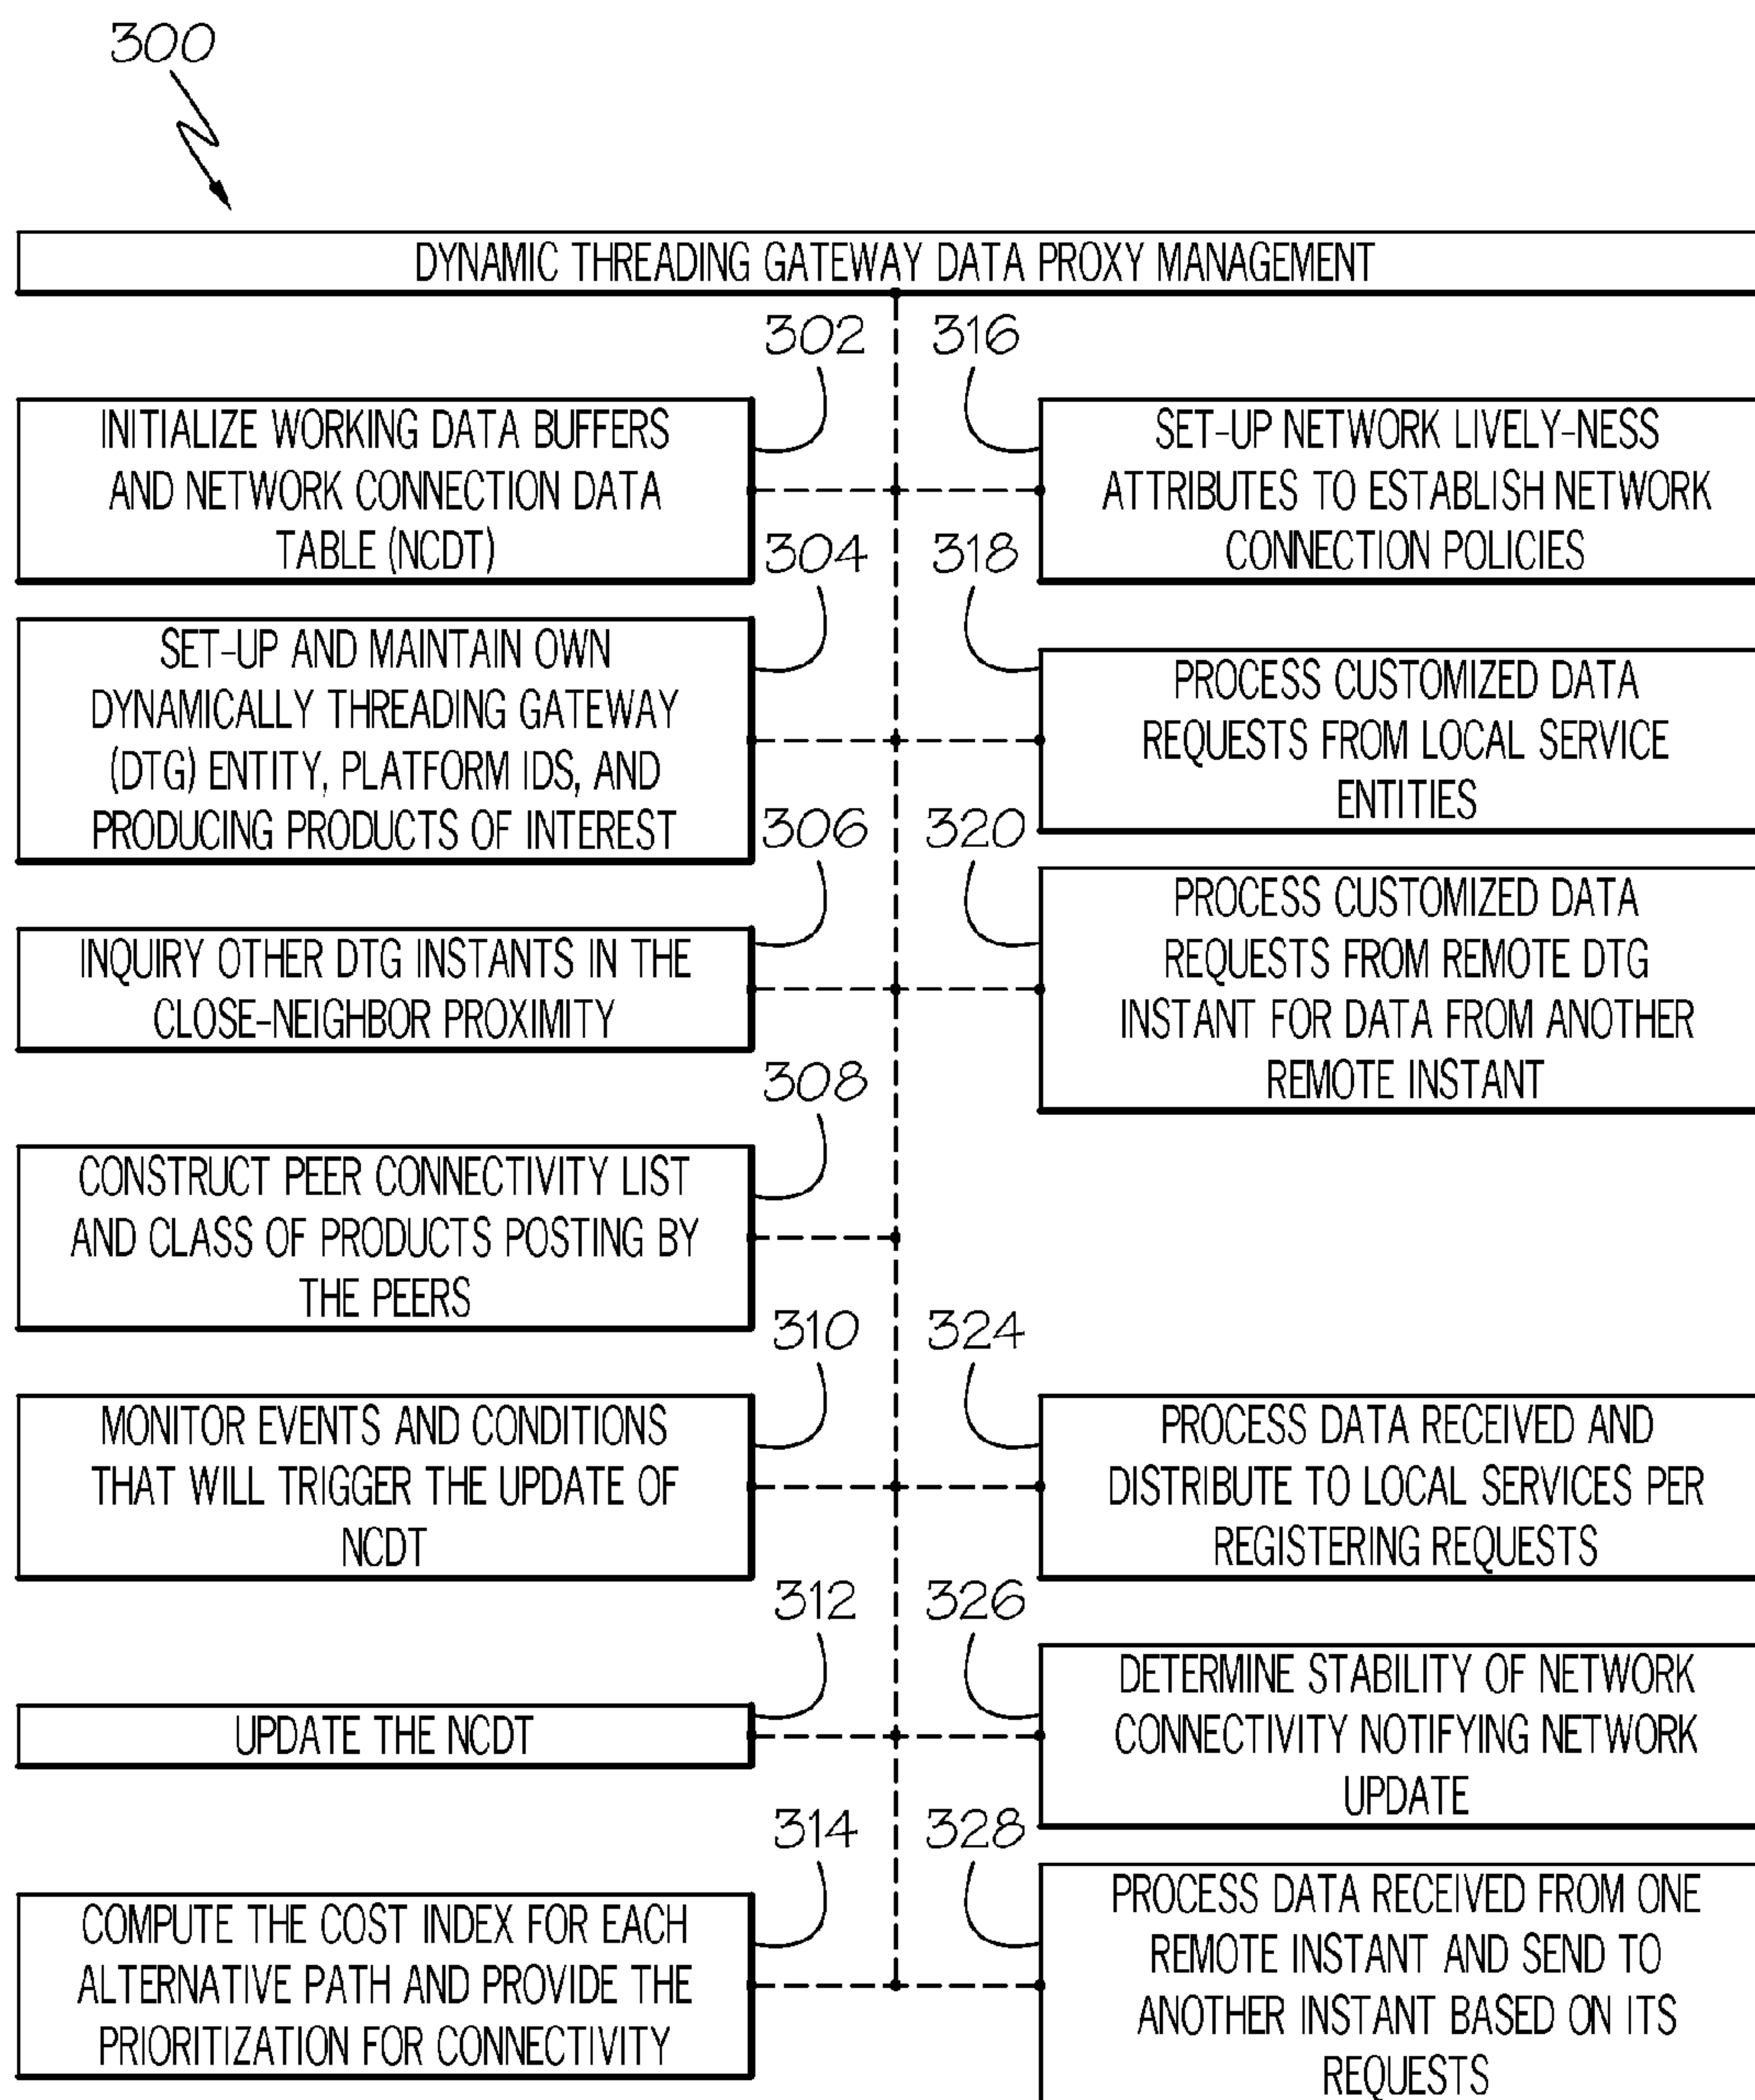 300
DYNAMIC THREADING GATEWAY DATA PROXY MANAGEMENT
302
INITIALIZE WORKING DATA BUFFERS
AND NETWORK CONNECTION DATA
TABLE (NCDT)
316
SET-UP NETWORK LIVELY-NESS
ATTRIBUTES TO ESTABLISH NETWORK
CONNECTION POLICIES
304
SET-UP AND MAINTAIN OWN
DYNAMICALLY THREADING GATEWAY
(DTG) ENTITY, PLATFORM IDS, AND
PRODUCING PRODUCTS OF INTEREST
318
PROCESS CUSTOMIZED DATA
REQUESTS FROM LOCAL SERVICE
ENTITIES
306
INQUIRY OTHER DTG INSTANTS IN THE
CLOSE-NEIGHBOR PROXIMITY
320
PROCESS CUSTOMIZED DATA
REQUESTS FROM REMOTE DTG
INSTANT FOR DATA FROM ANOTHER
REMOTE INSTANT
308
CONSTRUCT PEER CONNECTIVITY LIST
AND CLASS OF PRODUCTS POSTING BY
THE PEERS
310
MONITOR EVENTS AND CONDITIONS
THAT WILL TRIGGER THE UPDATE OF
NCDT
324
PROCESS DATA RECEIVED AND
DISTRIBUTE TO LOCAL SERVICES PER
REGISTERING REQUESTS
312
UPDATE THE NCDT
326
DETERMINE STABILITY OF NETWORK
CONNECTIVITY NOTIFYING NETWORK
UPDATE
314
COMPUTE THE COST INDEX FOR EACH
ALTERNATIVE PATH AND PROVIDE THE
PRIORITIZATION FOR CONNECTIVITY
328
PROCESS DATA RECEIVED FROM ONE
REMOTE INSTANT AND SEND TO
ANOTHER INSTANT BASED ON ITS
REQUESTS